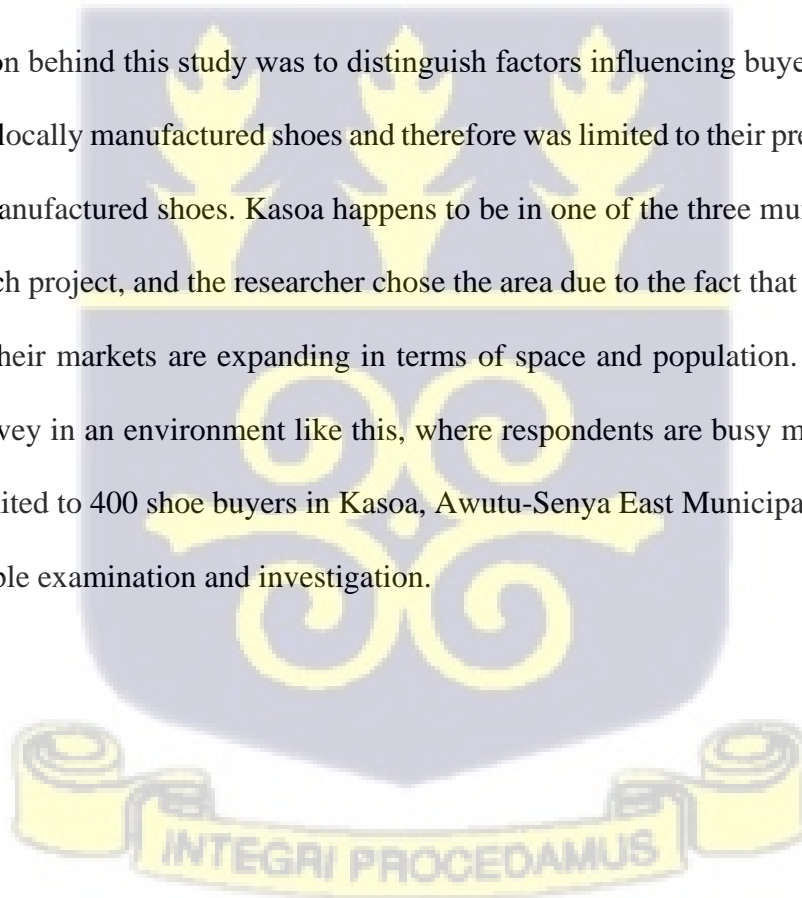 on behind this study was to distinguish factors influencing buye
locally manufactured shoes and therefore was limited to their pre
anufactured shoes. Kasoa happens to be in one of the three mu
ch project, and the researcher chose the area due to the fact that
heir markets are expanding in terms of space and population.
vey in an environment like this, where respondents are busy m
ited to 400 shoe buyers in Kasoa, Awutu-Senya East Municipa
ple examination and investigation.
INTEGRI PROCEDAMUS